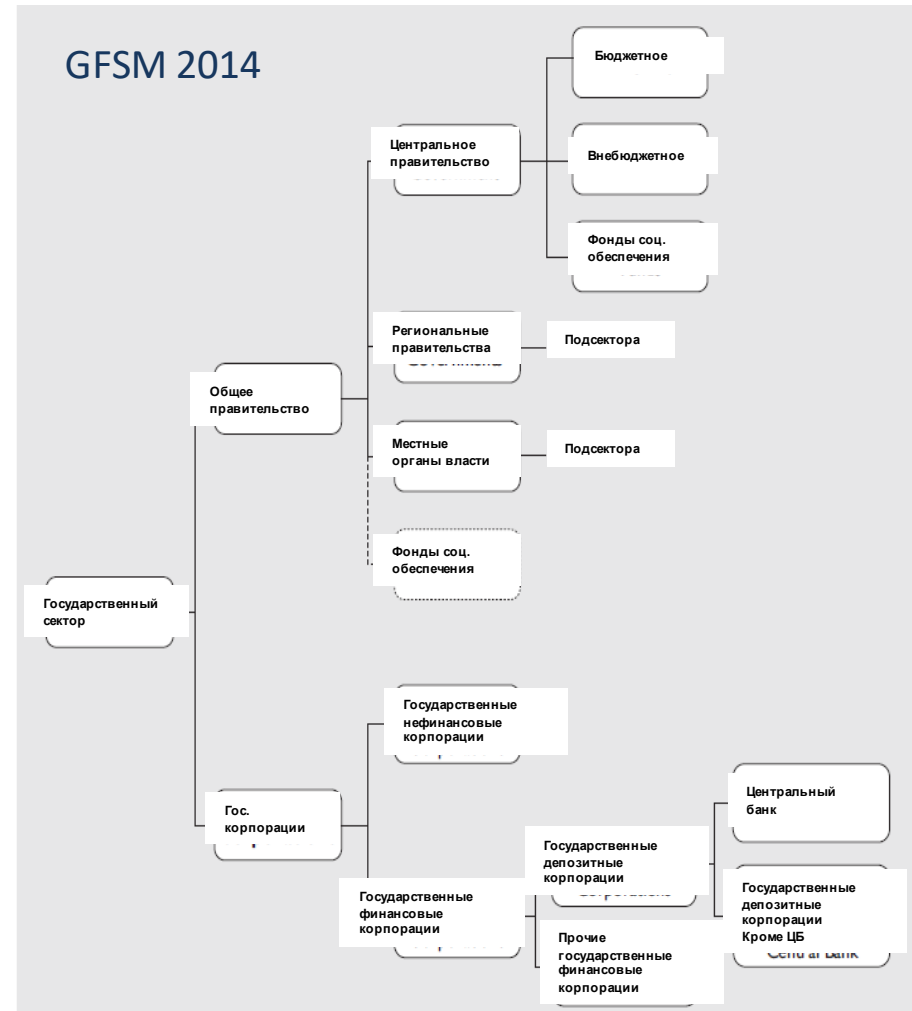 GFSM 2014
Бюджетное
Центральное
правительство
Внебюджетное
Фонды соц.
обеспечения
Региональные
правительства
Подсектора
Общее
правительство
Местные
органы власти
Подсектора
Фонды соц.
обеспечения
Государственный
сектор
Государственные
нефинансовые
корпорации
Гос.
корпорации
Центральный
банк
Государственные
депозитные
корпорации
Государственные
финансовые
корпорации
Государственные
депозитные
корпорации
Кроме ЦБ
Прочие
государственные
финансовые
корпорации